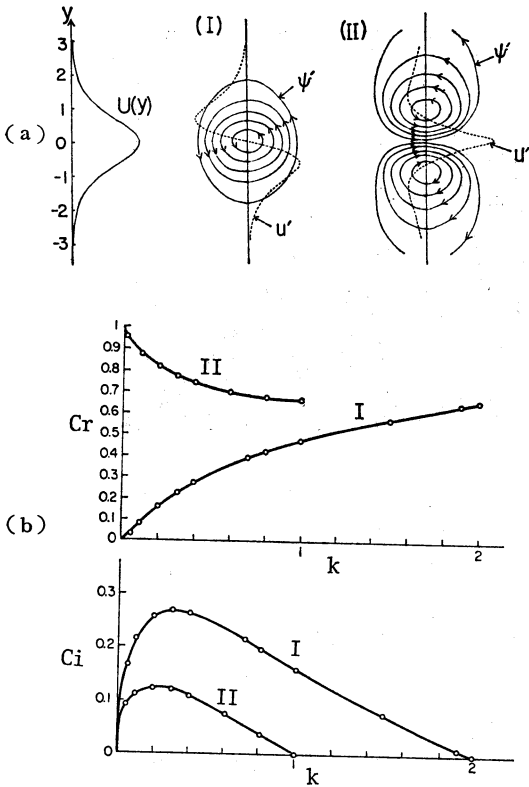 y (I) (II)
3
2
1 U(y) ψ' ψ'
(a) 0
-1 u'
-2
-3 u'
1
0.9
0.8 II
0.7
0.6 I
Cr 0.5
0.4
0.3
0.2
0.1
(b) 0
1 2
k
0.3
0.2 I
Ci
0.1 II
0
1 2
k